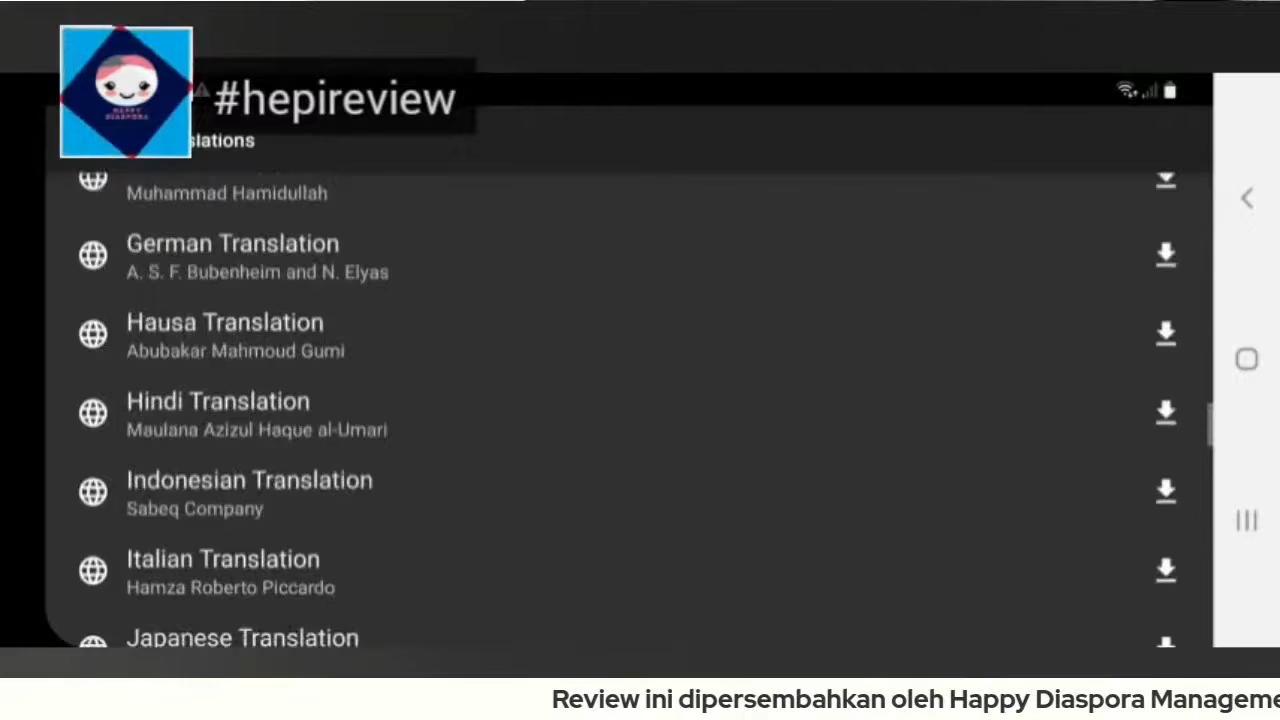 #hepireview
HAPPY
DIASPORA
slations
Muhammad Hamidullah
German Translation
A. S. F. Bubenheim and N. Elyas
Hausa Translation
Abubakar Mahmoud Gumi
Hindi Translation
Maulana Azizul Haque al-Umari
Indonesian Translation
Sabeq Company
Italian Translation
Hamza Roberto Piccardo
Japanese Translation
Review ini dipersembahkan oleh Happy Diaspora Manageme